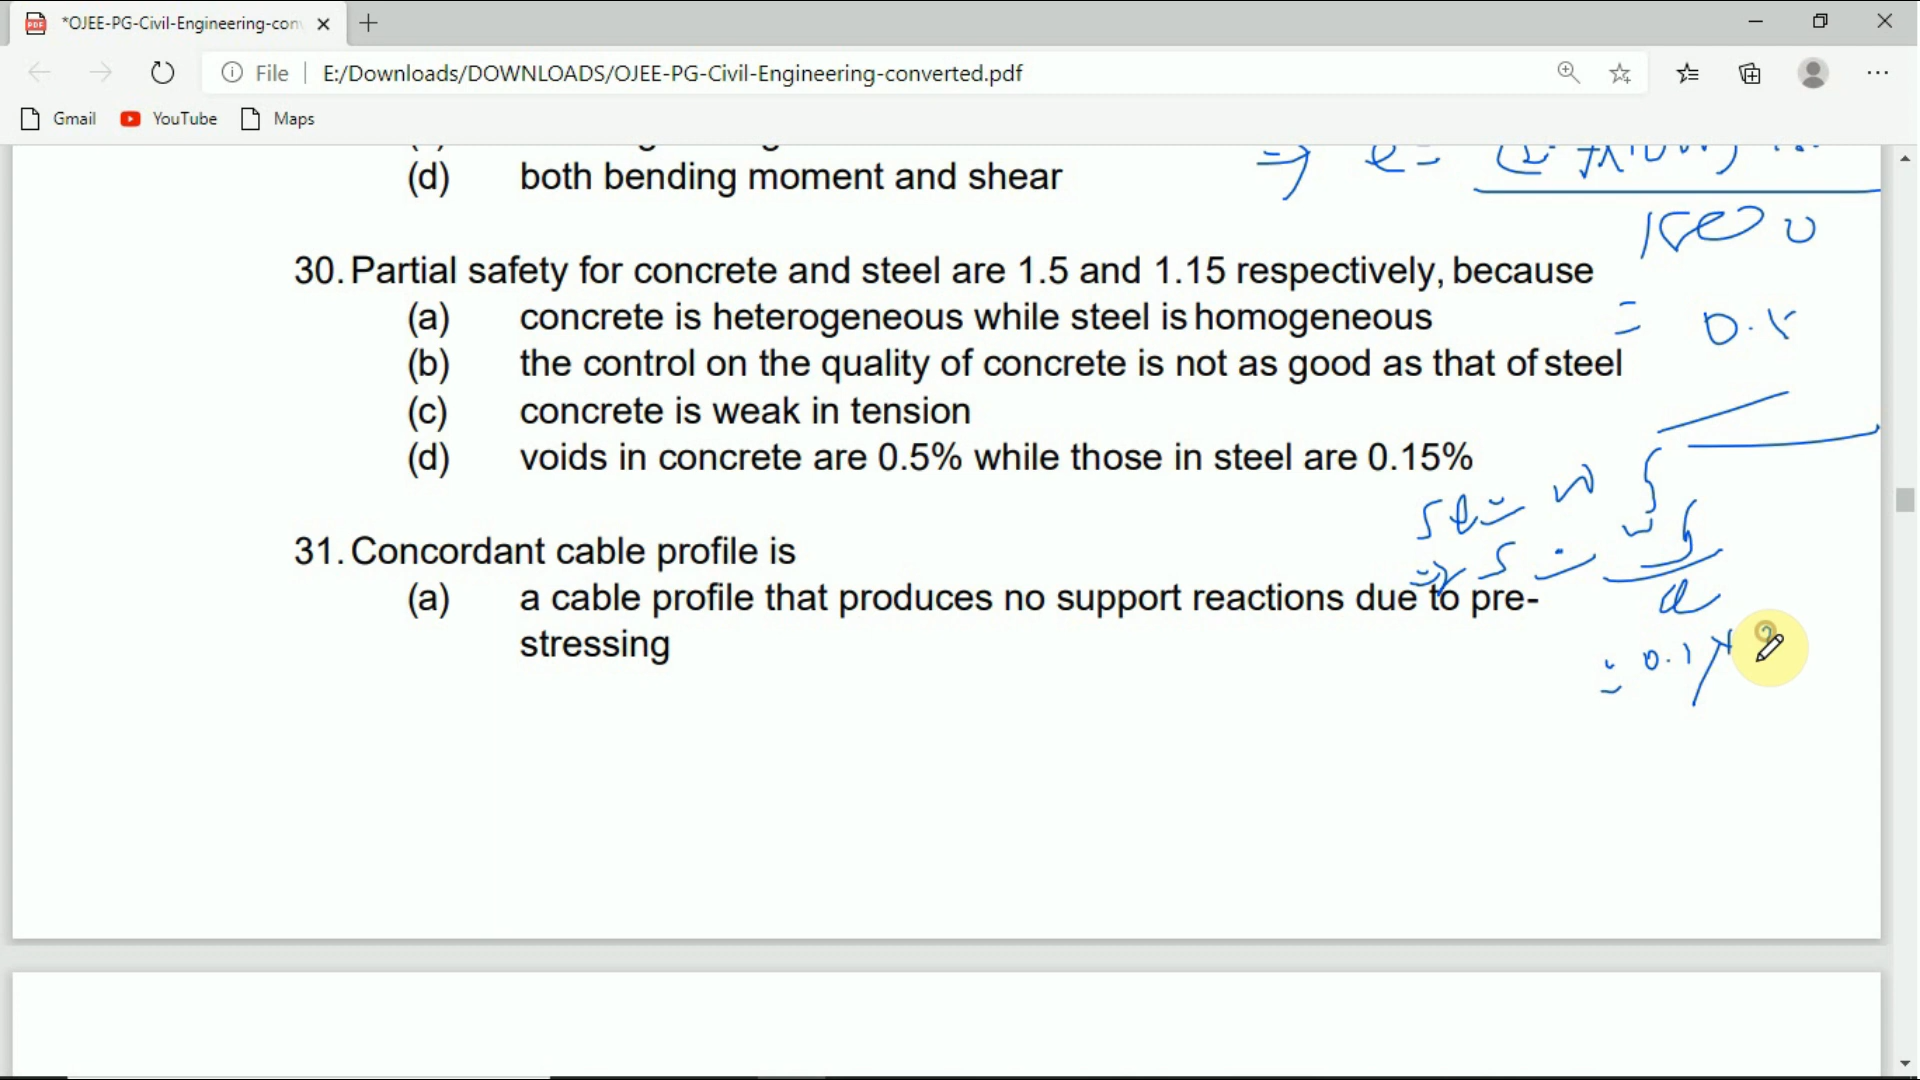 *OJEE-PG-Civil-Engineering-con
File E:/Downloads/DOWNLOADS/OJEE-PG-Civil-Engineering-converted.pdf
Gmail YouTube Maps
(d) both bending moment and shear
30. Partial safety for concrete and steel are 1.5 and 1.15 respectively, because
(a) concrete is heterogeneous while steel is homogeneous
(b) the control on the quality of concrete is not as good as that of steel
(c) concrete is weak in tension
(d) voids in concrete are 0.5% while those in steel are 0.15%
31. Concordant cable profile is
(a) a cable profile that produces no support reactions due to pre-
stressing